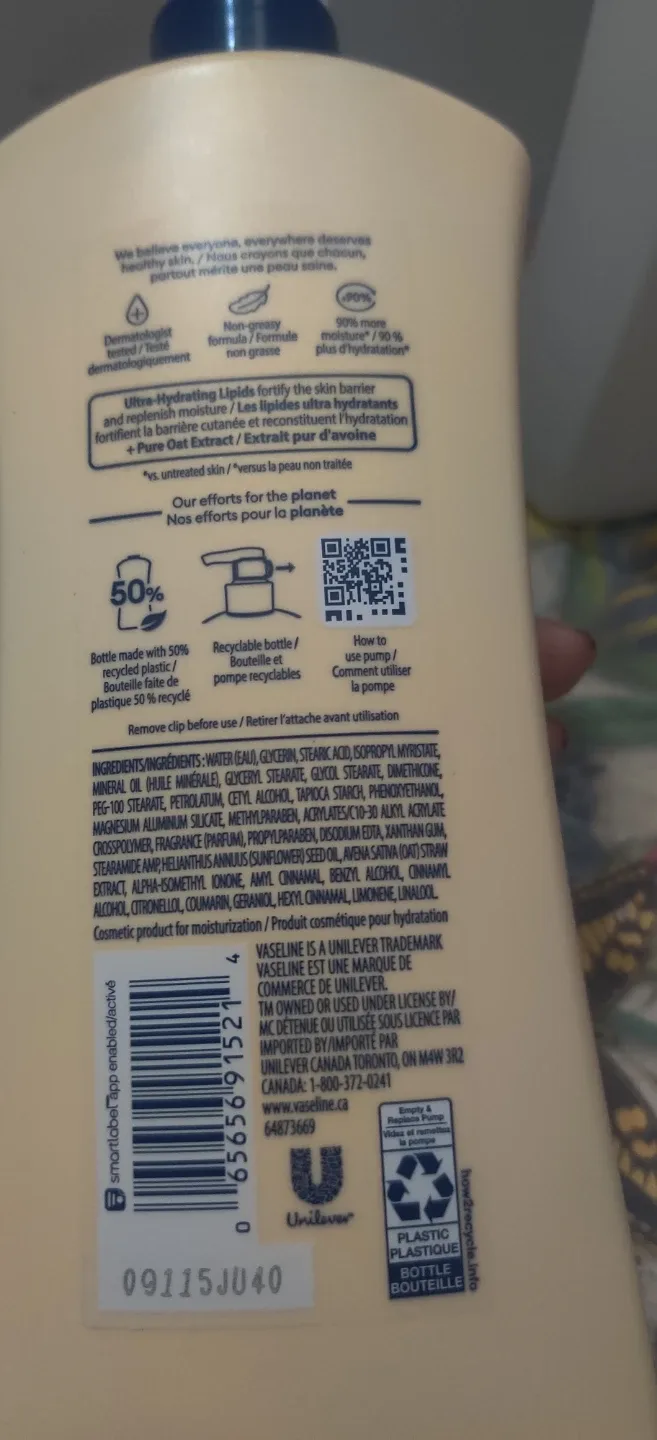 We believe everyone, everywhere deserves
healthy skin. / Nous croyons que chacun,
partout mérite une peau saine.
Dermatologist
tested / Testé
dermatologiquement
Non-greasy
formula / Formule
non grasse
+90%
90% more
moisture* / 90 %
plus d'hydratation*
Ultra-Hydrating Lipids fortify the skin barrier
and replenish moisture / Les lipides ultra hydratants
fortifient la barrière cutanée et reconstituent l'hydratation
+ Pure Oat Extract / Extrait pur d'avoine
*vs. untreated skin / *versus la peau non traitée
Our efforts for the planet
Nos efforts pour la planète
50%
Bottle made with 50%
recycled plastic /
Bouteille faite de
plastique 50 % recyclé
Recyclable bottle /
Bouteille et
pompe recyclables
How to
use pump /
Comment utiliser
la pompe
Remove clip before use / Retirer l'attache avant utilisation
INGREDIENTS/INGRÉDIENTS : WATER (EAU), GLYCERIN, STEARIC ACID, ISOPROPYL MYRISTATE,
MINERAL OIL (HUILE MINÉRALE), GLYCERYL STEARATE, GLYCOL STEARATE, DIMETHICONE,
PEG-100 STEARATE, PETROLATUM, CETYL ALCOHOL, TAPIOCA STARCH, PHENOXYETHANOL,
MAGNESIUM ALUMINUM SILICATE, METHYLPARABEN, ACRYLATES/C10-30 ALKYL ACRYLATE
CROSSPOLYMER, FRAGRANCE (PARFUM), PROPYLPARABEN, DISODIUM EDTA, XANTHAN GUM,
STEARAMIDE AMP, HELIANTHUS ANNUUS (SUNFLOWER) SEED OIL, AVENA SATIVA (OAT) STRAW
EXTRACT, ALPHA-ISOMETHYL IONONE, AMYL CINNAMAL, BENZYL ALCOHOL, CINNAMYL
ALCOHOL, CITRONELLOL, COUMARIN, GERANIOL, HEXYL CINNAMAL, LIMONENE, LINALOOL.
Cosmetic product for moisturization / Produit cosmétique pour hydratation
smartlabel™ app enabled/activé
0 65656 91521 4
VASELINE IS A UNILEVER TRADEMARK
VASELINE EST UNE MARQUE DE
COMMERCE DE UNILEVER.
TM OWNED OR USED UNDER LICENSE BY/
MC DÉTENUE OU UTILISÉE SOUS LICENCE PAR
IMPORTED BY/IMPORTÉ PAR
UNILEVER CANADA TORONTO, ON M4W 3R2
CANADA: 1-800-372-0241
www.vaseline.ca
64873669
Unilever
Empty &
Replace Pump
Videz et remettez
la pompe
PLASTIC
PLASTIQUE
BOTTLE
BOUTEILLE
how2recycle.info
09115JU40